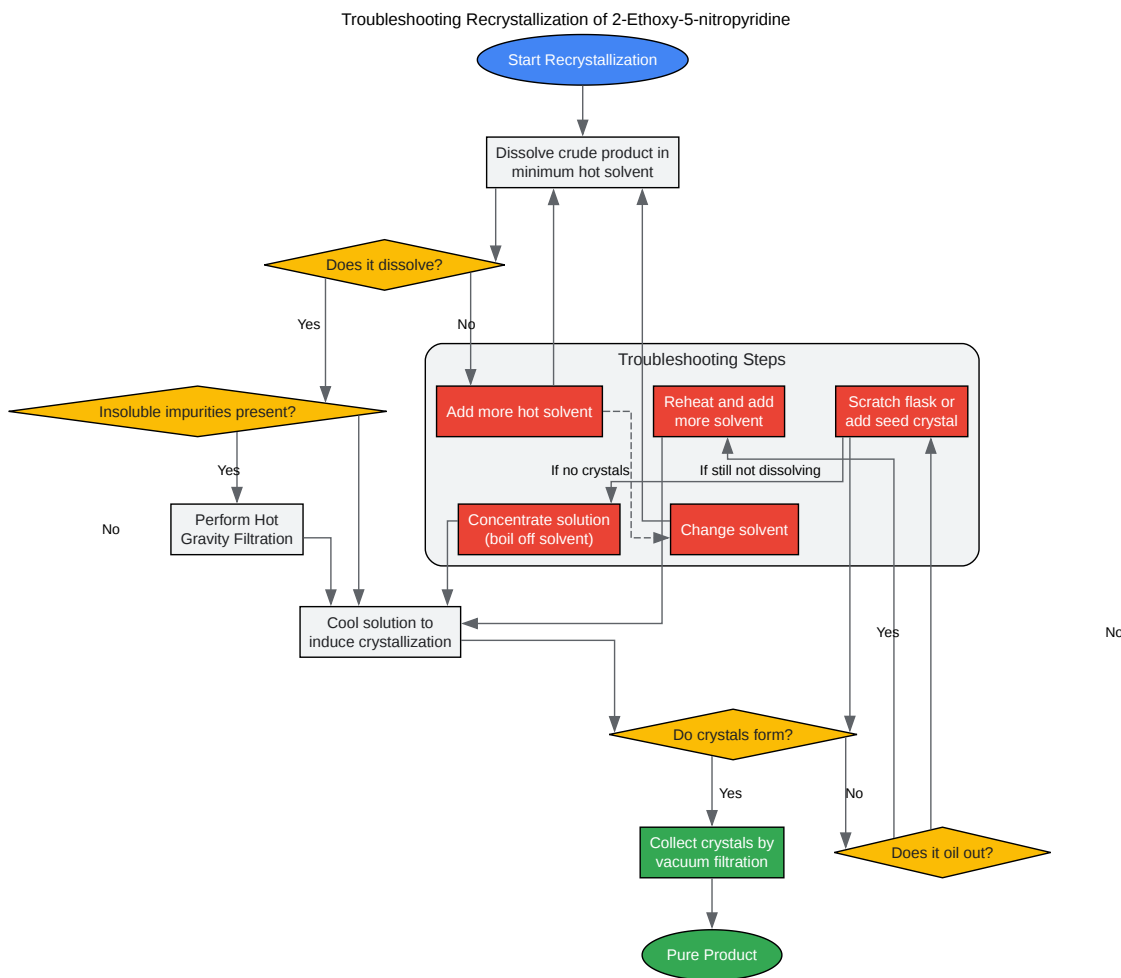 Troubleshooting Recrystallization of 2-Ethoxy-5-nitropyridine
Start Recrystallization
Dissolve crude product in
minimum hot solvent
Does it dissolve?
Yes
No
Troubleshooting Steps
Insoluble impurities present?
Add more hot solvent
Reheat and add
more solvent
Scratch flask or
add seed crystal
Yes
If no crystals
If still not dissolving
No
Perform Hot
Gravity Filtration
Concentrate solution
(boil off solvent)
Change solvent
Cool solution to
induce crystallization
Yes
No
Do crystals form?
Yes
No
Collect crystals by
vacuum filtration
Does it oil out?
Pure Product